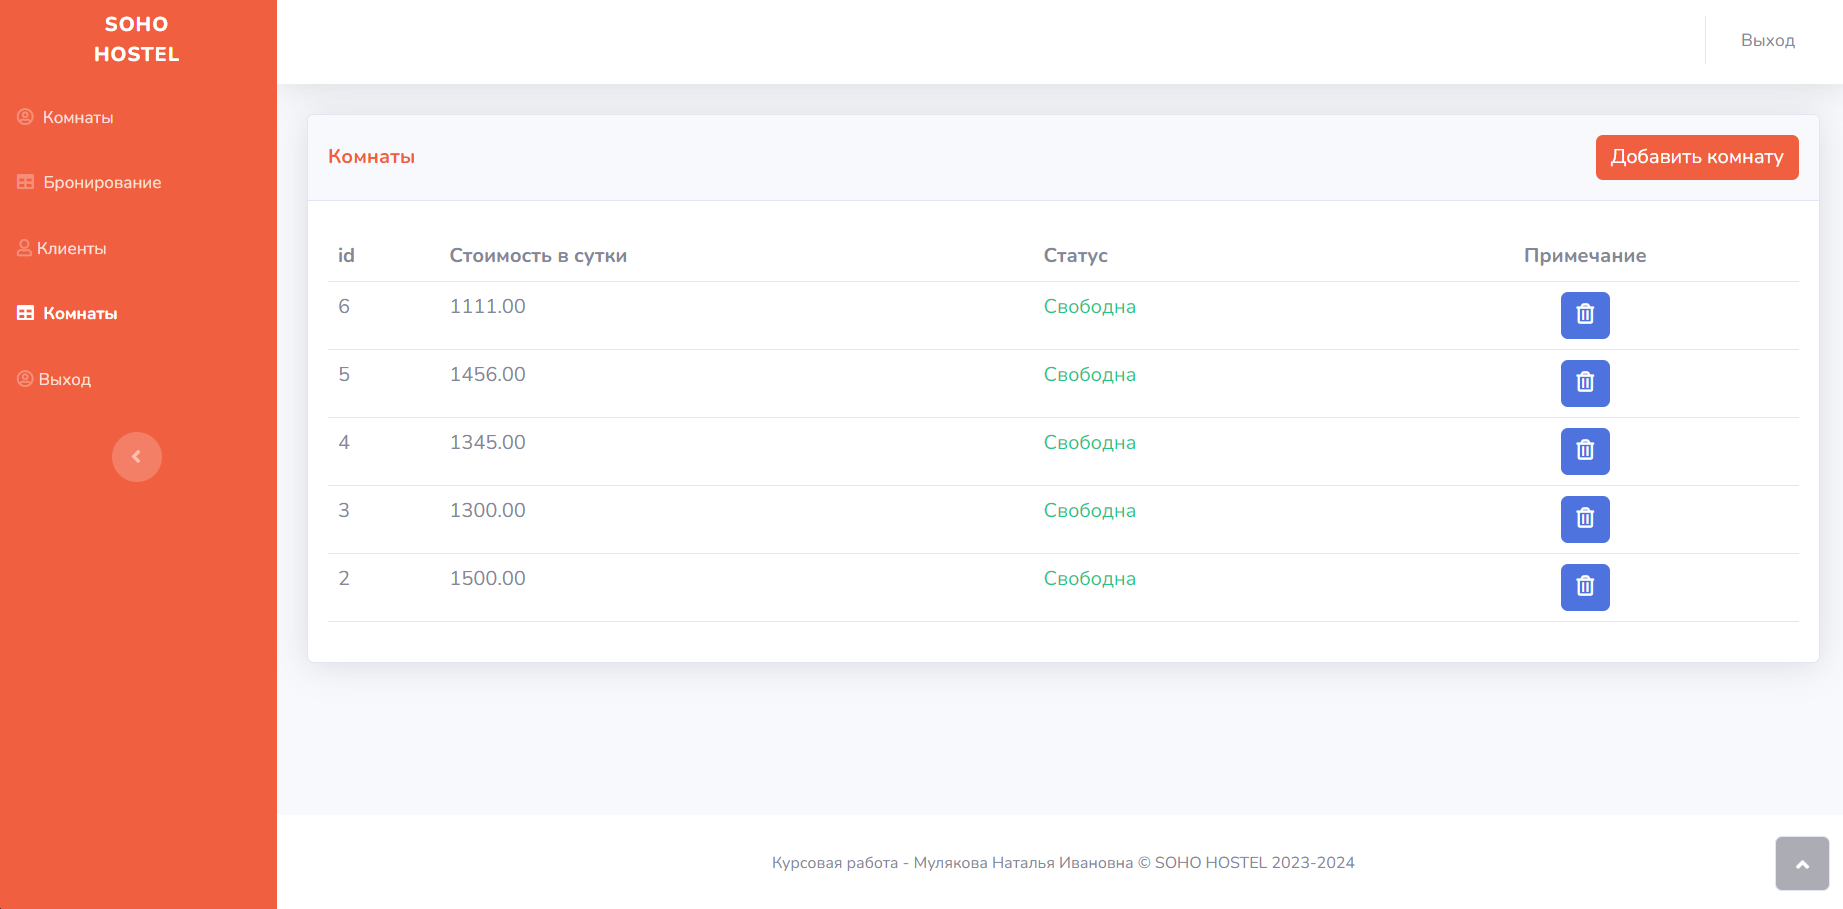 SOHO
HOSTEL
Выход
Комнаты
Бронирование
Клиенты
Комнаты
Выход
Комнаты
Добавить комнату
id Стоимость в сутки Статус Примечание
6 1111.00 Свободна
5 1456.00 Свободна
4 1345.00 Свободна
3 1300.00 Свободна
2 1500.00 Свободна
Курсовая работа - Мулякова Наталья Ивановна © SOHO HOSTEL 2023-2024